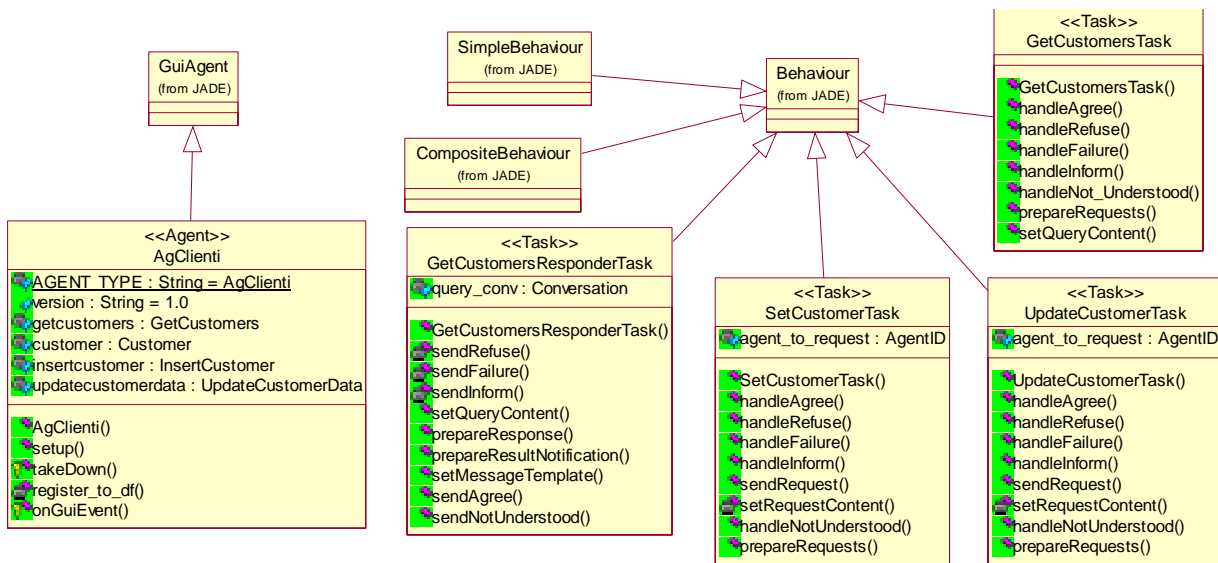 GuiAgent
(from JADE)
SimpleBehaviour
(from JADE)
CompositeBehaviour
(from JADE)
Behaviour
(from JADE)
<<Task>>
GetCustomersTask
GetCustomersTask()
handleAgree()
handleRefuse()
handleFailure()
handleInform()
handleNot_Understood()
prepareRequests()
setQueryContent()
<<Agent>>
AgClienti
AGENT_TYPE : String = AgClienti
version : String = 1.0
getcustomers : GetCustomers
customer : Customer
insertcustomer : InsertCustomer
updatecustomerdata : UpdateCustomerData
AgClienti()
setup()
takeDown()
register_to_df()
onGuiEvent()
<<Task>>
GetCustomersResponderTask
query_conv : Conversation
GetCustomersResponderTask()
sendRefuse()
sendFailure()
sendInform()
setQueryContent()
prepareResponse()
prepareResultNotification()
setMessageTemplate()
sendAgree()
sendNotUnderstood()
<<Task>>
SetCustomerTask
agent_to_request : AgentID
SetCustomerTask()
handleAgree()
handleRefuse()
handleFailure()
handleInform()
sendRequest()
setRequestContent()
handleNotUnderstood()
prepareRequests()
<<Task>>
UpdateCustomerTask
agent_to_request : AgentID
UpdateCustomerTask()
handleAgree()
handleRefuse()
handleFailure()
handleInform()
sendRequest()
setRequestContent()
handleNotUnderstood()
prepareRequests()